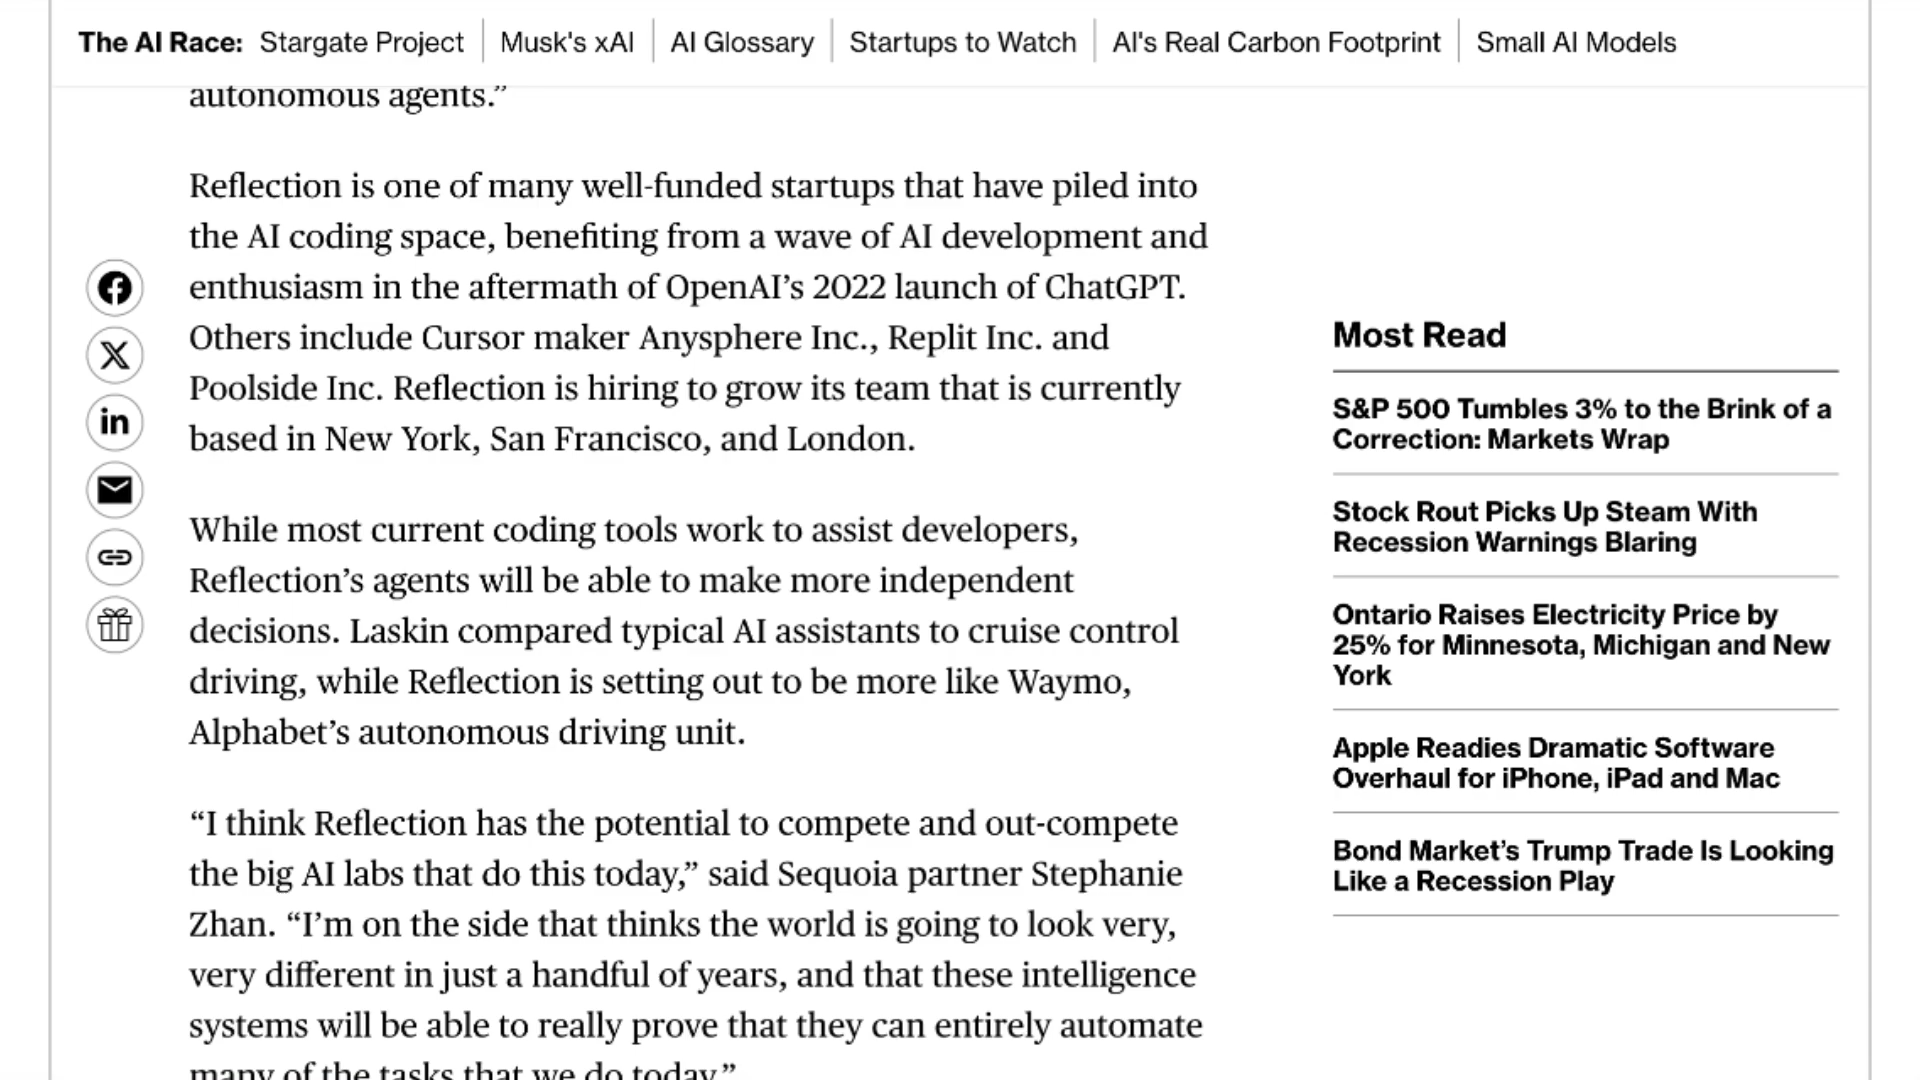 The AI Race: Stargate Project Musk's xAI AI Glossary Startups to Watch AI's Real Carbon Footprint Small AI Models
autonomous agents.”
Reflection is one of many well-funded startups that have piled into
the AI coding space, benefiting from a wave of AI development and
enthusiasm in the aftermath of OpenAI’s 2022 launch of ChatGPT.
Others include Cursor maker Anysphere Inc., Replit Inc. and
Poolside Inc. Reflection is hiring to grow its team that is currently
based in New York, San Francisco, and London.
While most current coding tools work to assist developers,
Reflection’s agents will be able to make more independent
decisions. Laskin compared typical AI assistants to cruise control
driving, while Reflection is setting out to be more like Waymo,
Alphabet’s autonomous driving unit.
“I think Reflection has the potential to compete and out-compete
the big AI labs that do this today,” said Sequoia partner Stephanie
Zhan. “I’m on the side that thinks the world is going to look very,
very different in just a handful of years, and that these intelligence
systems will be able to really prove that they can entirely automate
many of the tasks that we do today.”
Most Read
S&P 500 Tumbles 3% to the Brink of a
Correction: Markets Wrap
Stock Rout Picks Up Steam With
Recession Warnings Blaring
Ontario Raises Electricity Price by
25% for Minnesota, Michigan and New
York
Apple Readies Dramatic Software
Overhaul for iPhone, iPad and Mac
Bond Market’s Trump Trade Is Looking
Like a Recession Play